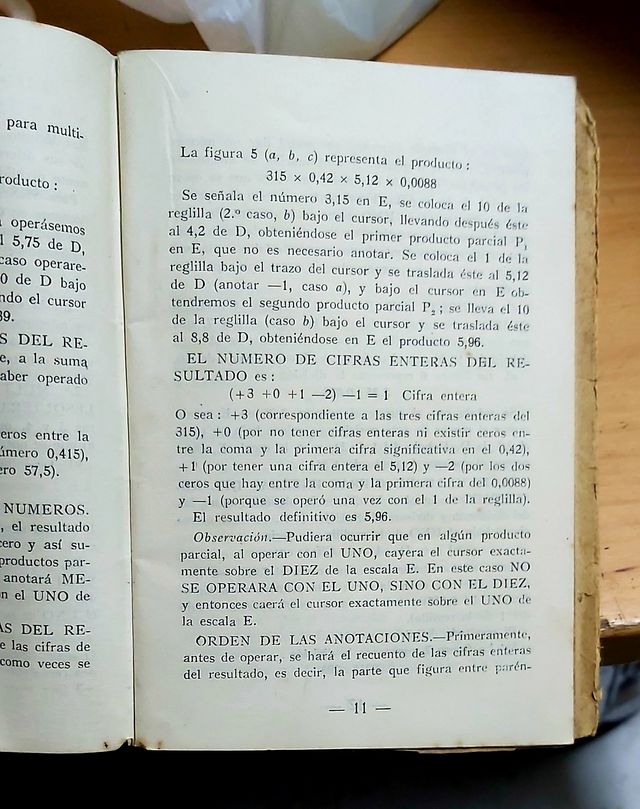 para multi-
roducto :
operásemos
l 5,75 de D,
caso operare-
0 de D bajo
ndo el cursor
39.
S DEL RE-
e, a la suma
aber operado
eros entre la
úmero 0,415),
ero 57,5).
NUMEROS.
, el resultado
cero y así su-
productos par-
anotará ME-
n el UNO de
AS DEL RE-
e las cifras de
como veces se
La figura 5 (a, b, c) representa el producto :
315 × 0,42 × 5,12 × 0,0088
Se señala el número 3,15 en E, se coloca el 10 de la
reglilla (2.º caso, b) bajo el cursor, llevando después éste
al 4,2 de D, obteniéndose el primer producto parcial P₁
en E, que no es necesario anotar. Se coloca el 1 de la
reglilla bajo el trazo del cursor y se traslada éste al 5,12
de D (anotar —1, caso a), y bajo el cursor en E ob-
tendremos el segundo producto parcial P₂ ; se lleva el 10
de la reglilla (caso b) bajo el cursor y se traslada éste
al 8,8 de D, obteniéndose en E el producto 5,96.
EL NUMERO DE CIFRAS ENTERAS DEL RE-
SULTADO es :
(+3 +0 +1 —2) —1 = 1 Cifra entera
O sea : +3 (correspondiente a las tres cifras enteras del
315), +0 (por no tener cifras enteras ni existir ceros en-
tre la coma y la primera cifra significativa en el 0,42),
+1 (por tener una cifra entera el 5,12) y —2 (por los dos
ceros que hay entre la coma y la primera cifra del 0,0088)
y —1 (porque se operó una vez con el 1 de la reglilla).
El resultado definitivo es 5,96.
Observación.—Pudiera ocurrir que en algún producto
parcial, al operar con el UNO, cayera el cursor exacta-
mente sobre el DIEZ de la escala E. En este caso NO
SE OPERARA CON EL UNO, SINO CON EL DIEZ,
y entonces caerá el cursor exactamente sobre el UNO de
la escala E.
ORDEN DE LAS ANOTACIONES.—Primeramente,
antes de operar, se hará el recuento de las cifras enteras
del resultado, es decir, la parte que figura entre parén-
— 11 —